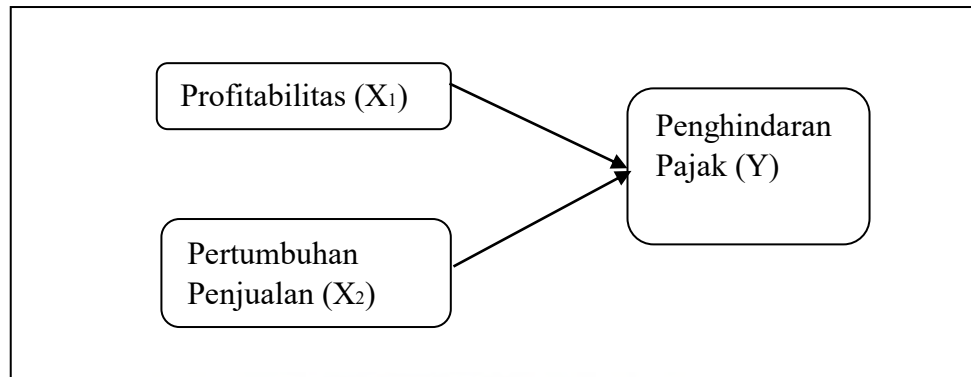 Profitabilitas (X₁)
Penghindaran
Pajak (Y)
Pertumbuhan
Penjualan (X₂)